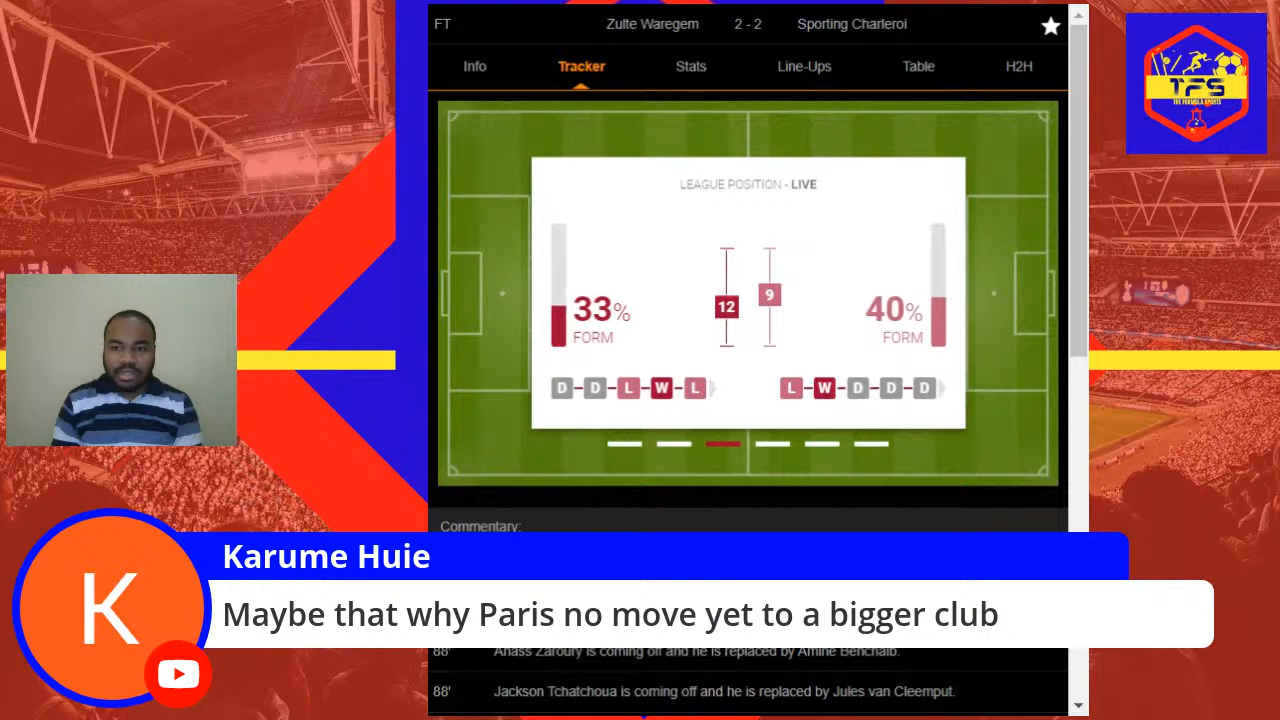 FT Zulte Waregem 2 - 2 Sporting Charleroi
Info Tracker Stats Line-Ups Table H2H
TFS
THE FORMULA SPORTS
LEAGUE POSITION - LIVE
33% 12 9 40%
FORM FORM
D D L W L L W D D D
Commentary:
K
Karume Huie
Maybe that why Paris no move yet to a bigger club
88' Anass Zaroury is coming off and he is replaced by Amine Benchaib.
88' Jackson Tchatchoua is coming off and he is replaced by Jules van Cleemput.